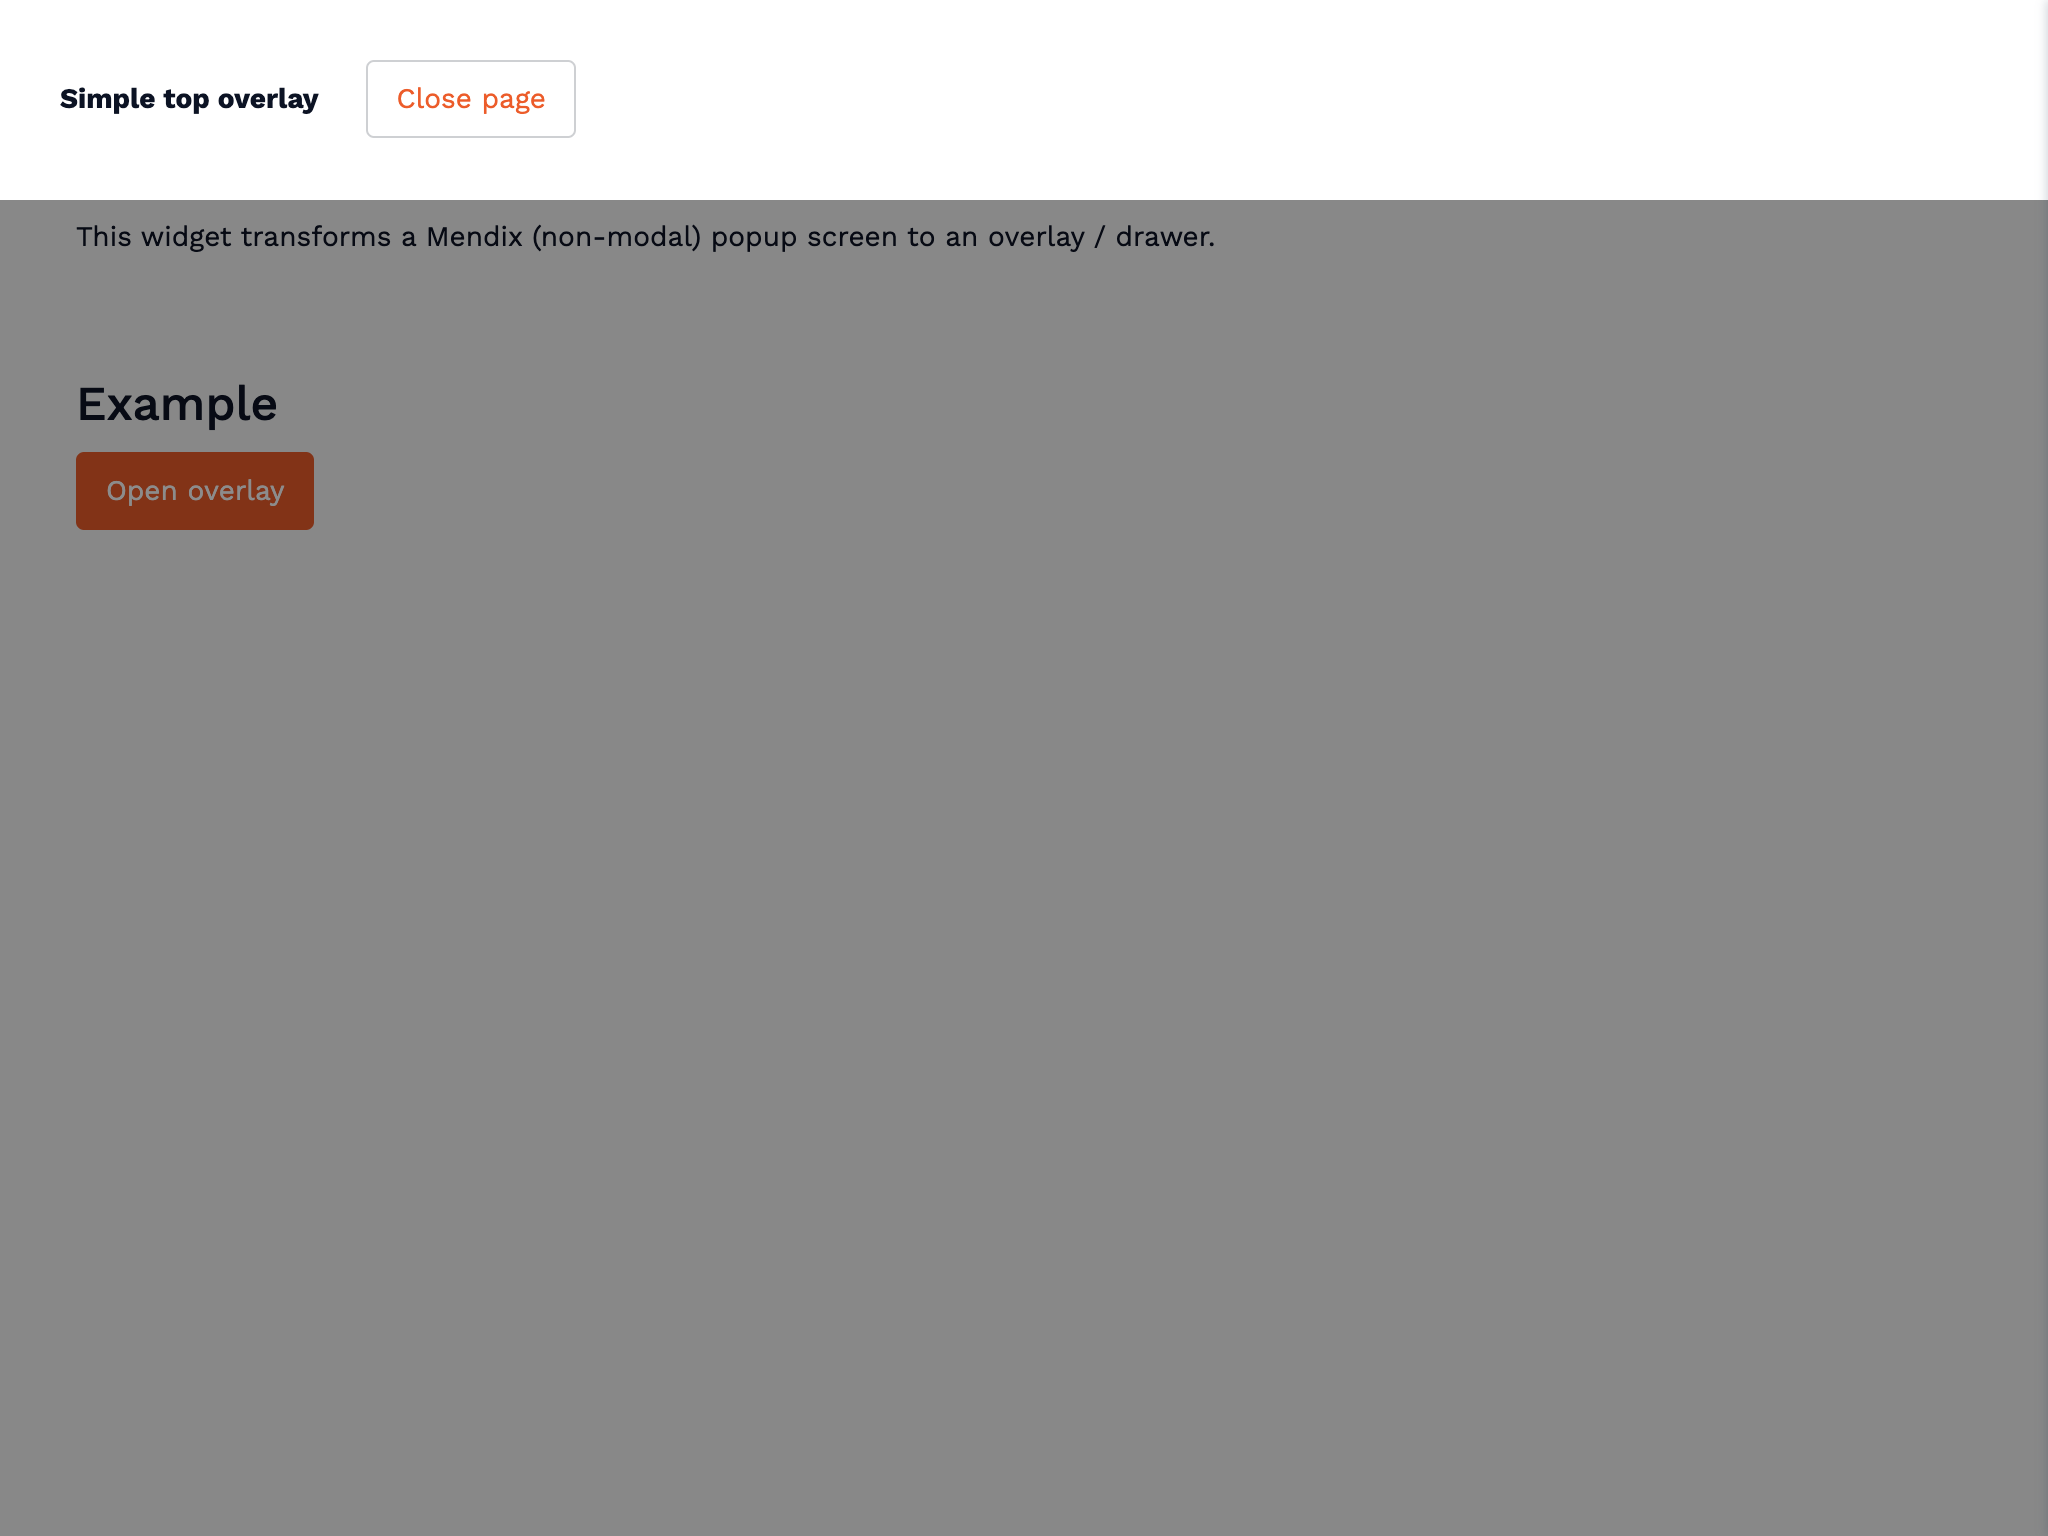 Simple top overlay
Close page
This widget transforms a Mendix (non-modal) popup screen to an overlay / drawer.
Example
Open overlay